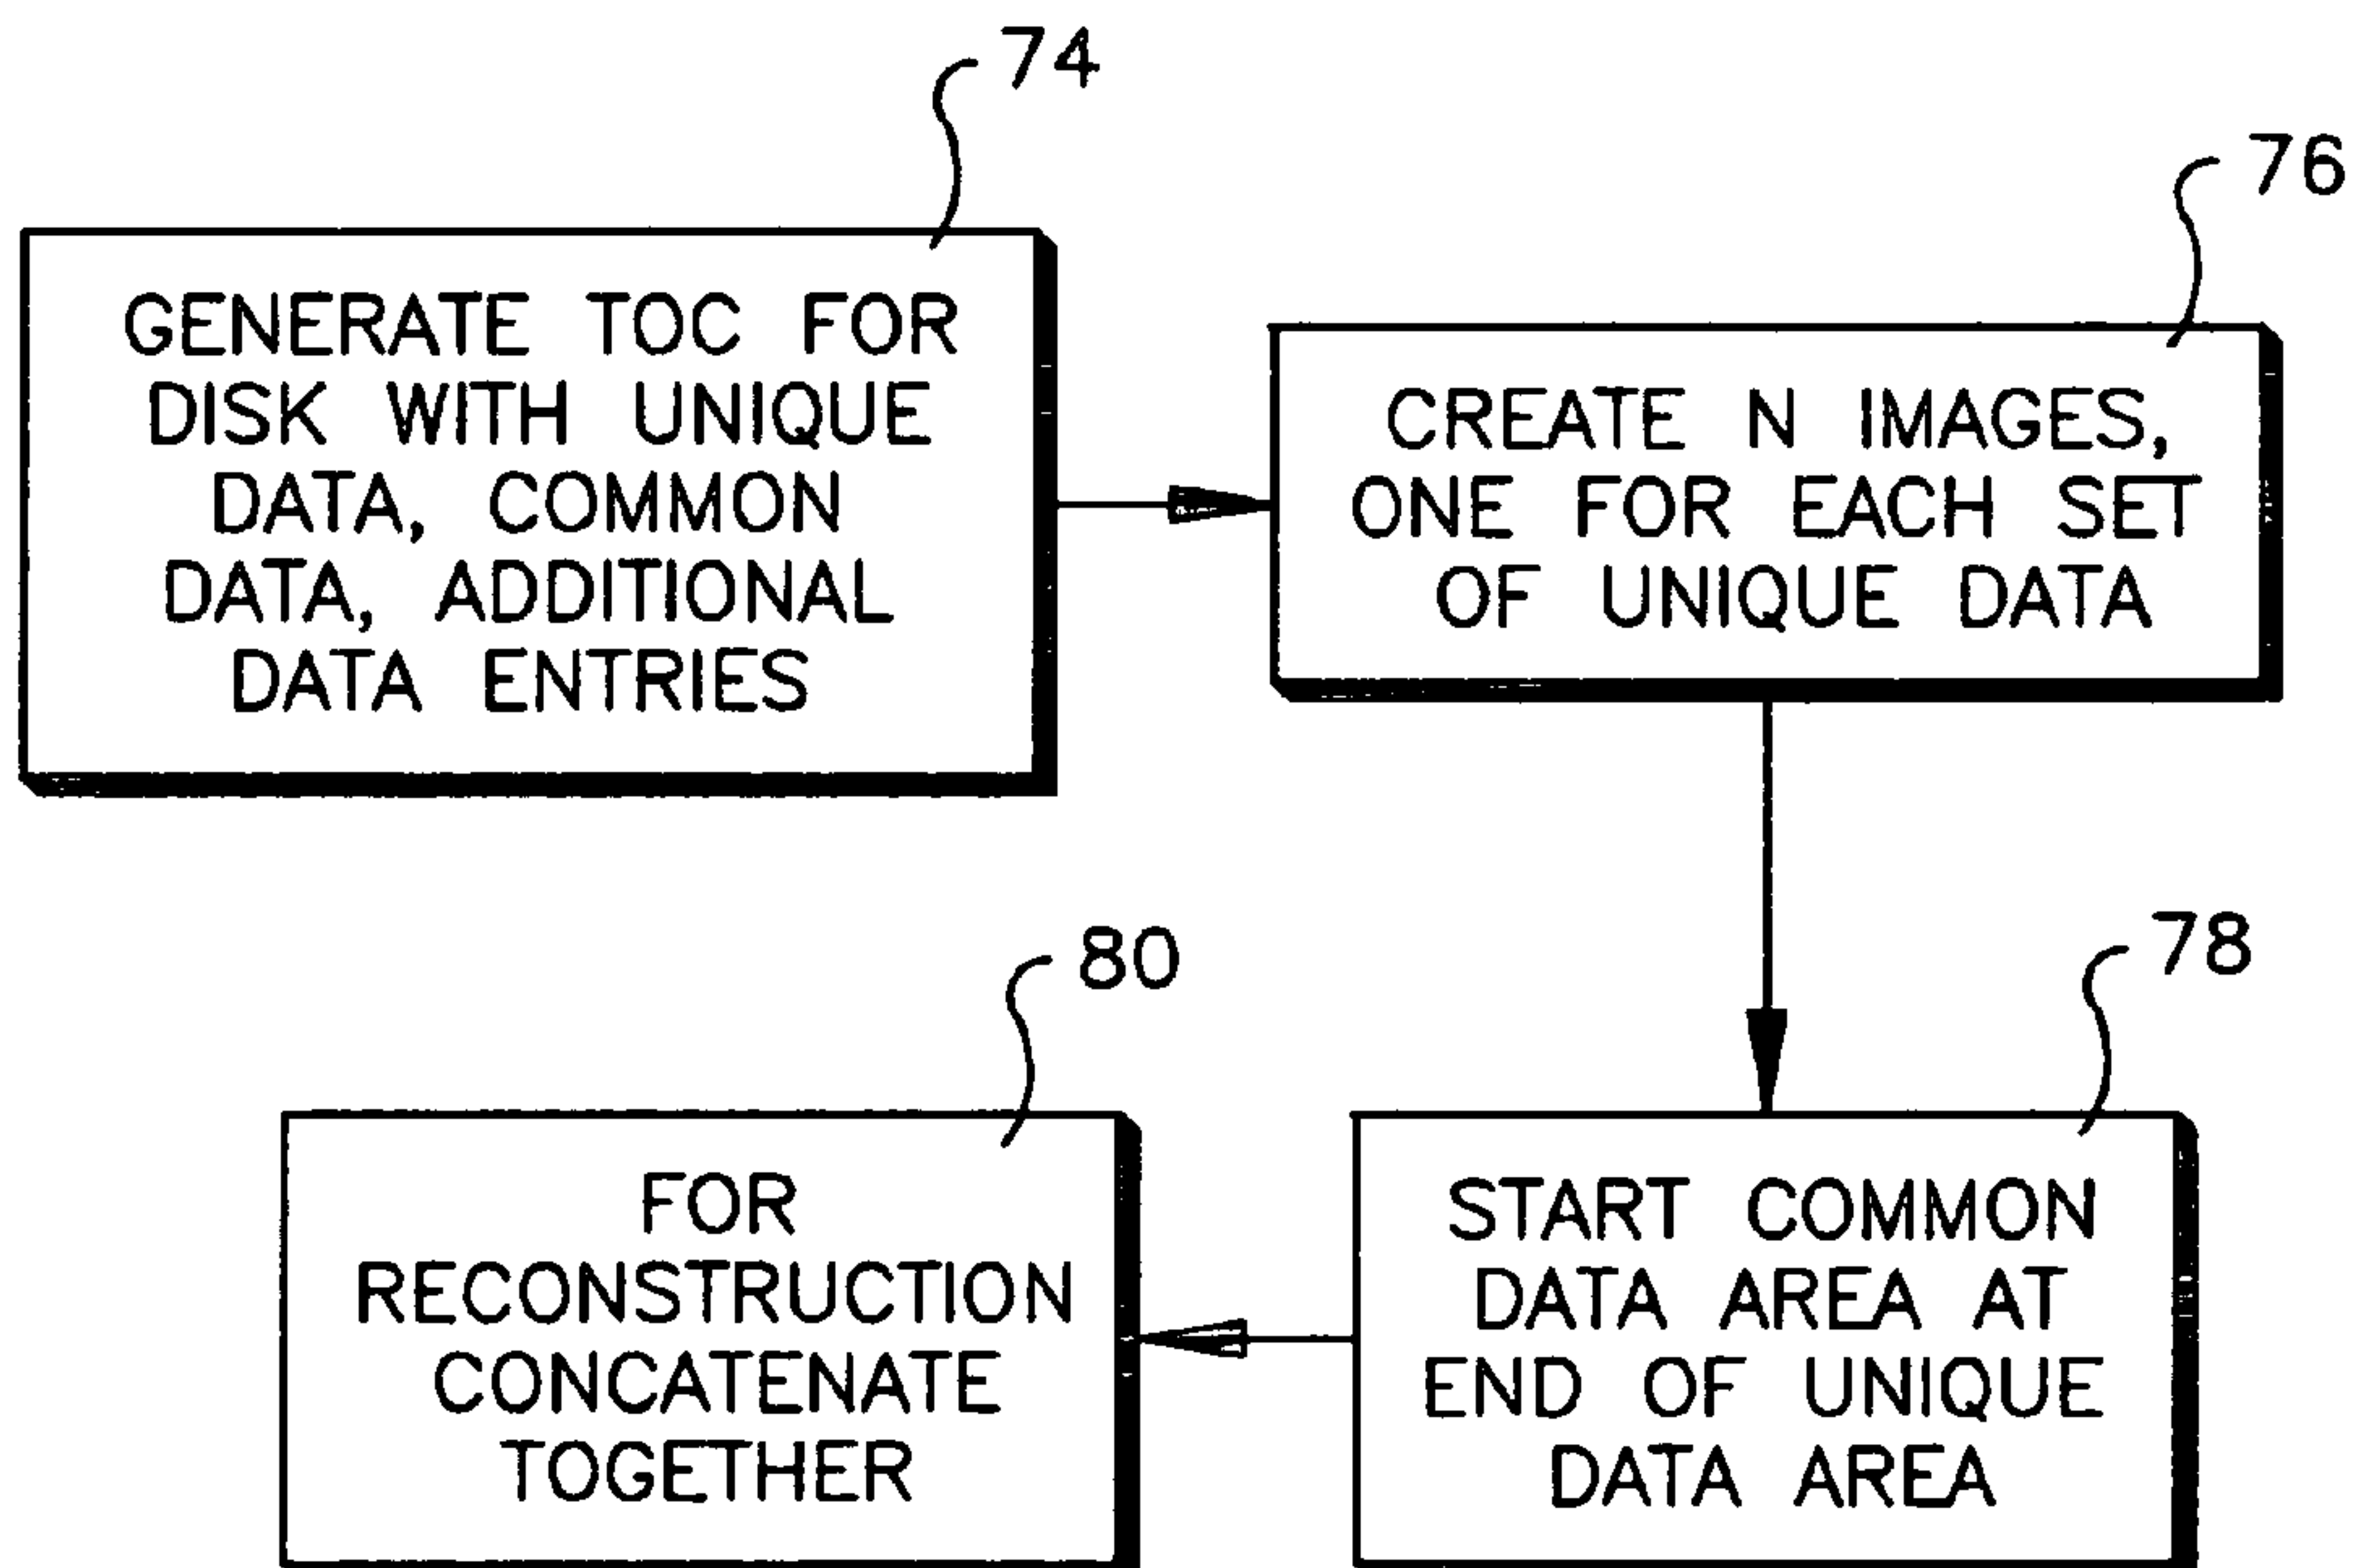 74
GENERATE TOC FOR
DISK WITH UNIQUE
DATA, COMMON
DATA, ADDITIONAL
DATA ENTRIES
76
CREATE N IMAGES,
ONE FOR EACH SET
OF UNIQUE DATA
78
START COMMON
DATA AREA AT
END OF UNIQUE
DATA AREA
80
FOR
RECONSTRUCTION
CONCATENATE
TOGETHER